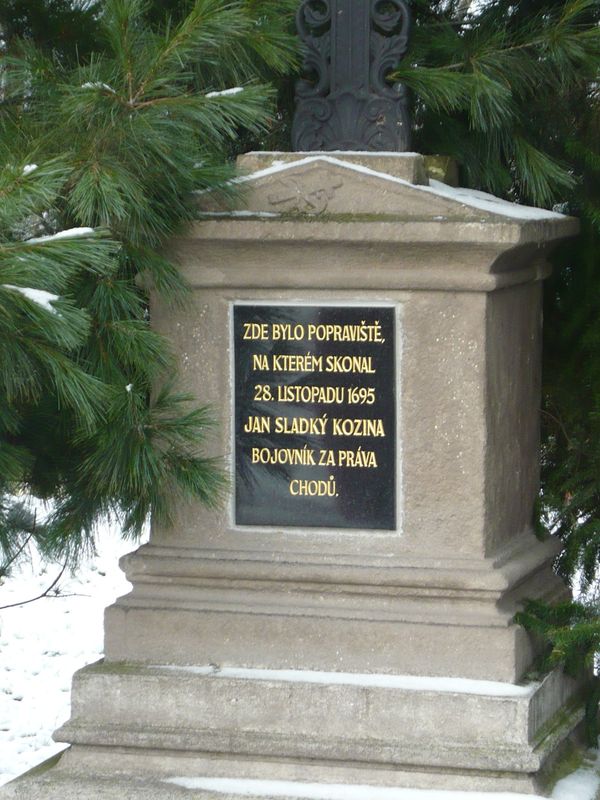 ZDE BYLO POPRAVIŠTĚ,
NA KTERÉM SKONAL
28. LISTOPADU 1695
JAN SLADKÝ KOZINA
BOJOVNÍK ZA PRÁVA
CHODŮ.